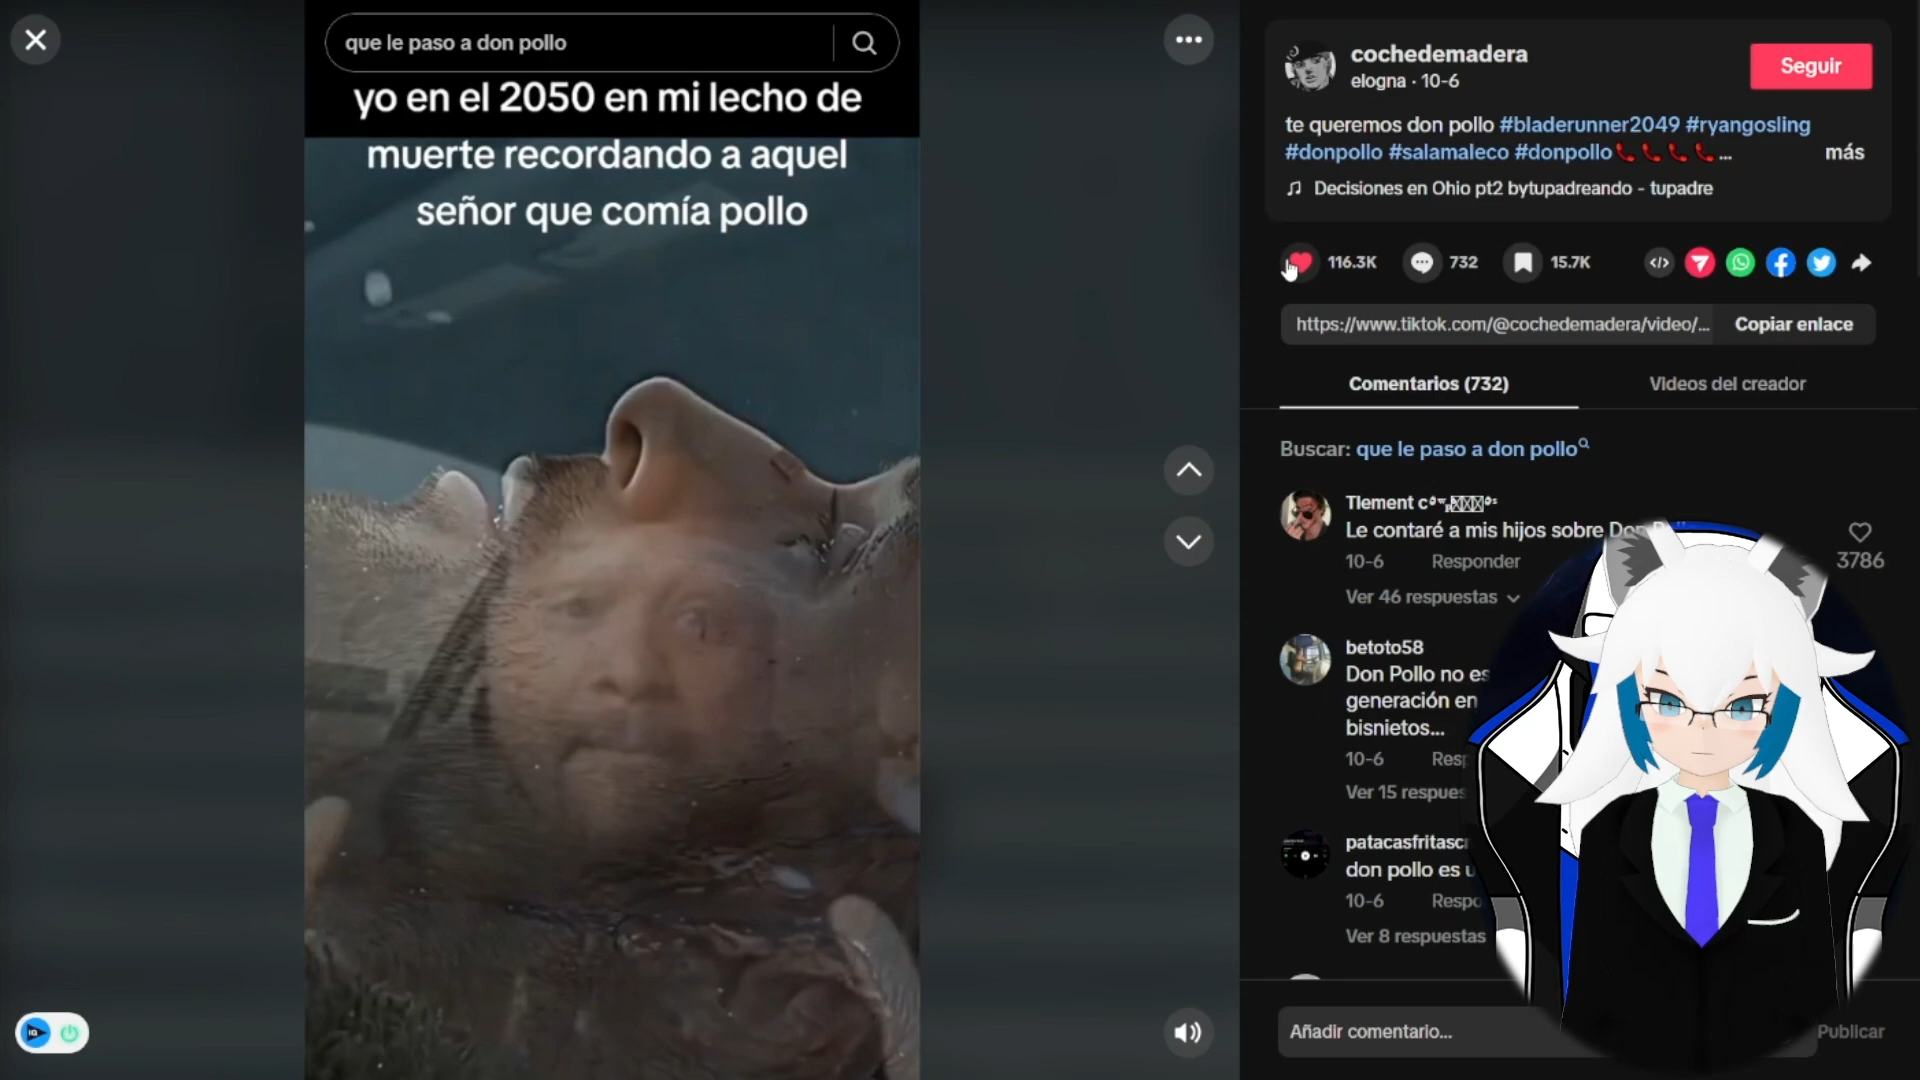 que le paso a don pollo
yo en el 2050 en mi lecho de
muerte recordando a aquel
señor que comía pollo
cochedemadera
elogna · 10-6
Seguir
te queremos don pollo #bladerunner2049 #ryangosling
#donpollo #salamaleco #donpollo📞📞📞📞...
más
Decisiones en Ohio pt2 bytupadreando - tupadre
116.3K
732
15.7K
https://www.tiktok.com/@cochedemadera/video/...
Copiar enlace
Comentarios (732)
Videos del creador
Buscar: que le paso a don pollo
Tlement
Le contaré a mis hijos sobre Don
10-6 Responder
3786
Ver 46 respuestas
betoto58
Don Pollo no es
generación en
bisnietos...
10-6
Ver 15
don pollo es
10-6
Ver 8 respuestas
Añadir comentario...
Publicar